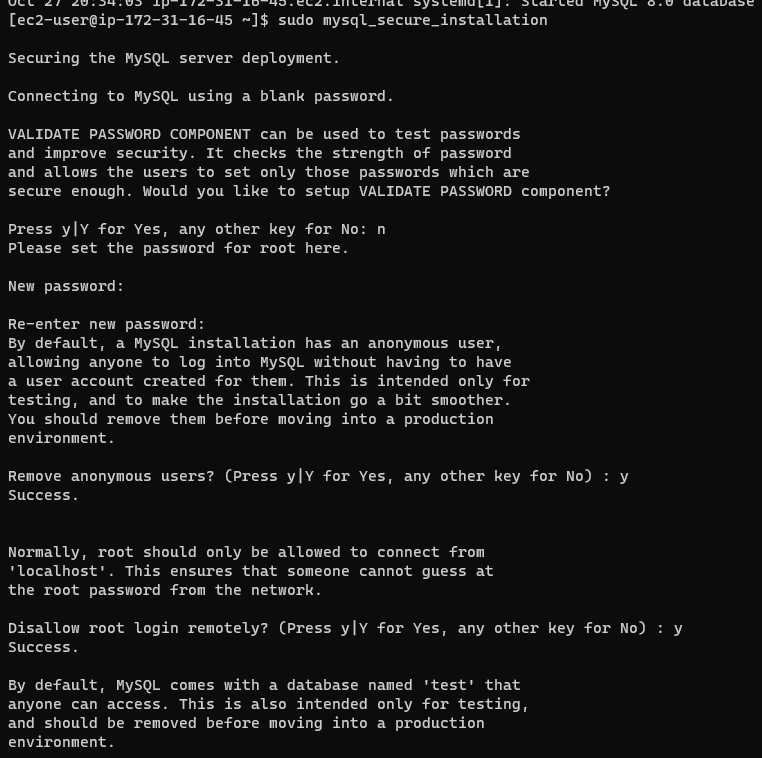 Oct 27 20:34:03 ip-172-31-16-45.ec2.internal systemd[1]: Started MySQL 8.0 database
[ec2-user@ip-172-31-16-45 ~]$ sudo mysql_secure_installation
Securing the MySQL server deployment.
Connecting to MySQL using a blank password.
VALIDATE PASSWORD COMPONENT can be used to test passwords
and improve security. It checks the strength of password
and allows the users to set only those passwords which are
secure enough. Would you like to setup VALIDATE PASSWORD component?
Press y|Y for Yes, any other key for No: n
Please set the password for root here.
New password:
Re-enter new password:
By default, a MySQL installation has an anonymous user,
allowing anyone to log into MySQL without having to have
a user account created for them. This is intended only for
testing, and to make the installation go a bit smoother.
You should remove them before moving into a production
environment.
Remove anonymous users? (Press y|Y for Yes, any other key for No) : y
Success.
Normally, root should only be allowed to connect from
'localhost'. This ensures that someone cannot guess at
the root password from the network.
Disallow root login remotely? (Press y|Y for Yes, any other key for No) : y
Success.
By default, MySQL comes with a database named 'test' that
anyone can access. This is also intended only for testing,
and should be removed before moving into a production
environment.